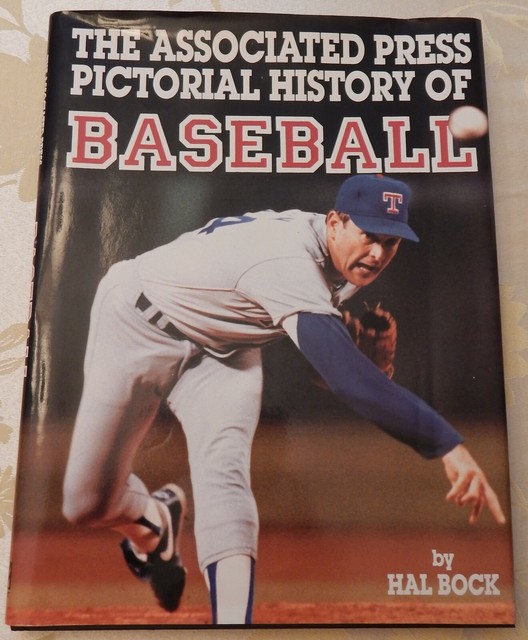 THE ASSOCIATED PRESS
PICTORIAL HISTORY OF
BASEBALL
T
by
HAL BOCK